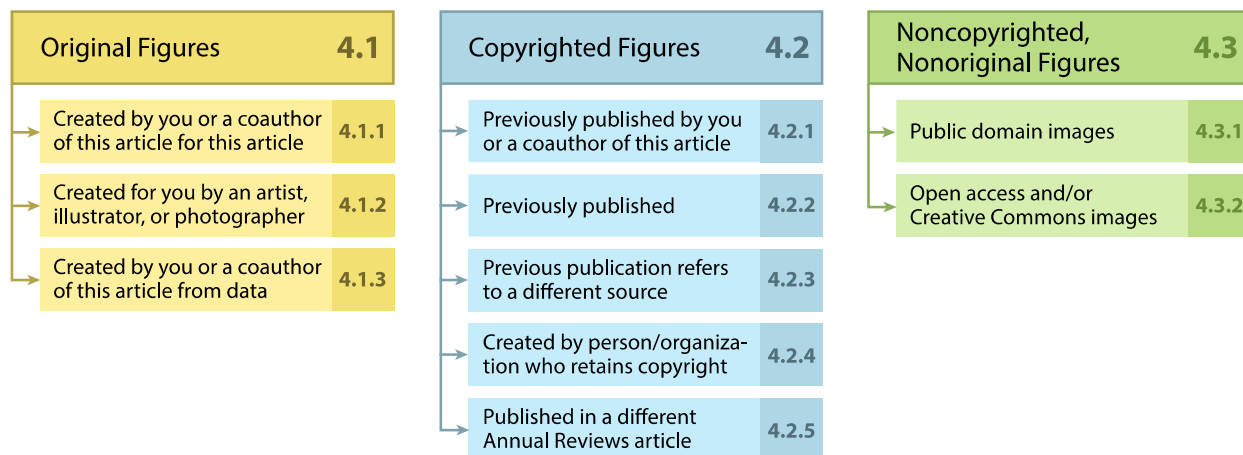 Original Figures 4.1
Created by you or a coauthor
of this article for this article
4.1.1
Created for you by an artist,
illustrator, or photographer
4.1.2
Created by you or a coauthor
of this article from data
4.1.3
Copyrighted Figures 4.2
Previously published by you
or a coauthor of this article
4.2.1
Previously published 4.2.2
Previous publication refers
to a different source
4.2.3
Created by person/organiza-
tion who retains copyright
4.2.4
Published in a different
Annual Reviews article
4.2.5
Noncopyrighted,
Nonoriginal Figures
4.3
Public domain images 4.3.1
Open access and/or
Creative Commons images
4.3.2